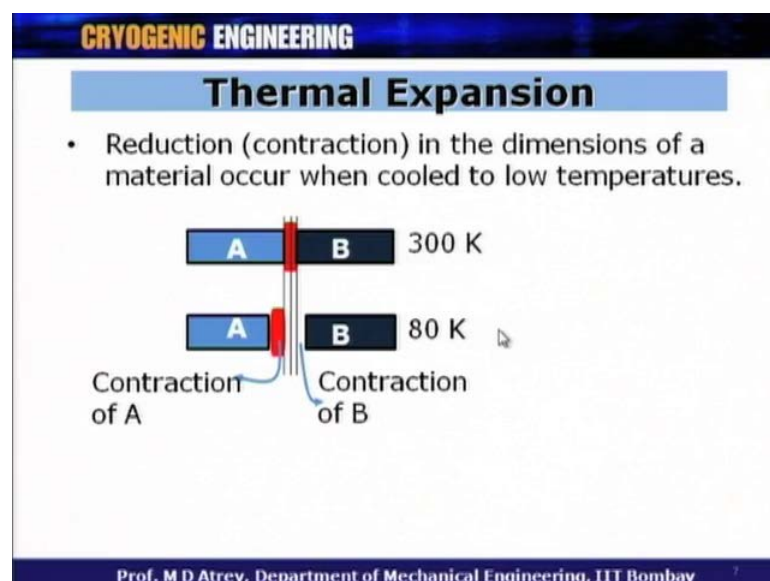 CRYOGENIC ENGINEERING
Thermal Expansion
• Reduction (contraction) in the dimensions of a
material occur when cooled to low temperatures.
A B 300 K
A B 80 K
Contraction Contraction
of A of B
Prof. M D Atrey, Department of Mechanical Engineering, IIT Bombay 7